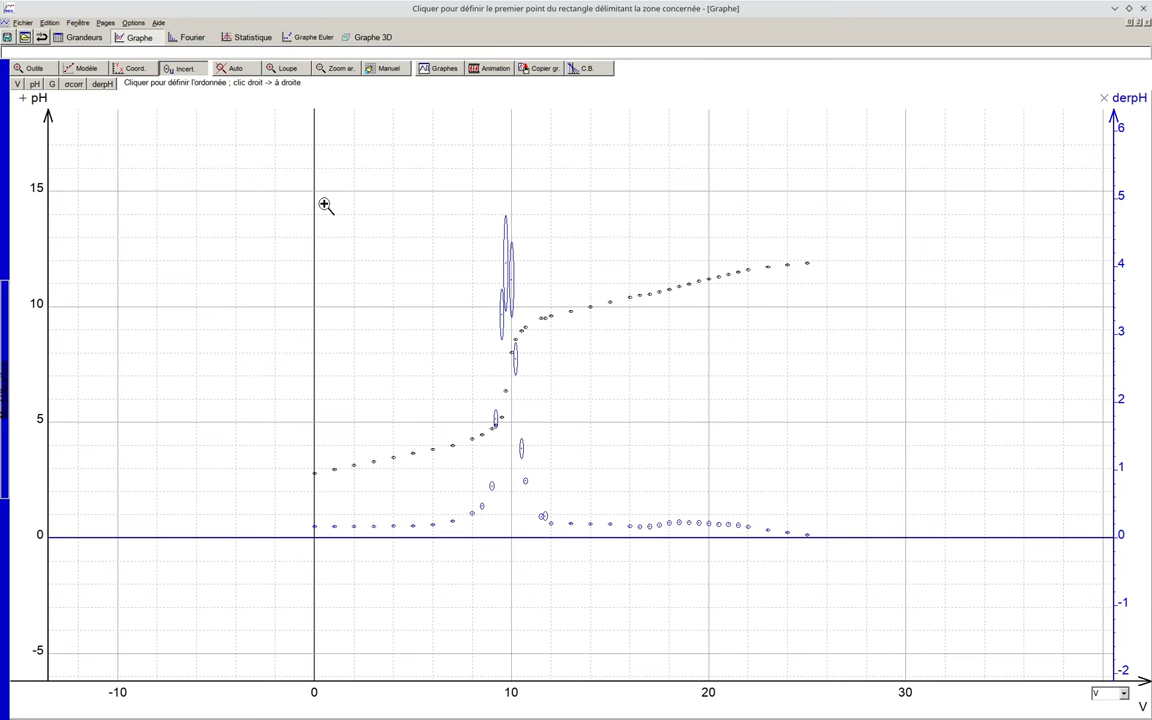 Cliquer pour définir le premier point du rectangle délimitant la zone concernée - [Graphe]
Fichier Edition Fenêtre Pages Options Aide
Grandeurs Graphe Fourier Statistique Graphe Euler Graphe 3D
Outils Modèle Coord. Incert. Auto Loupe Zoom ar. Manuel Graphes Animation Copier gr. C.B.
V pH G σcorr derpH Cliquer pour définir l'ordonnée ; clic droit -> à droite
+ pH × derpH
6
15 5
4
10 3
2
5 1
0 0
-1
-5 -2
-10 0 10 20 30 V
V